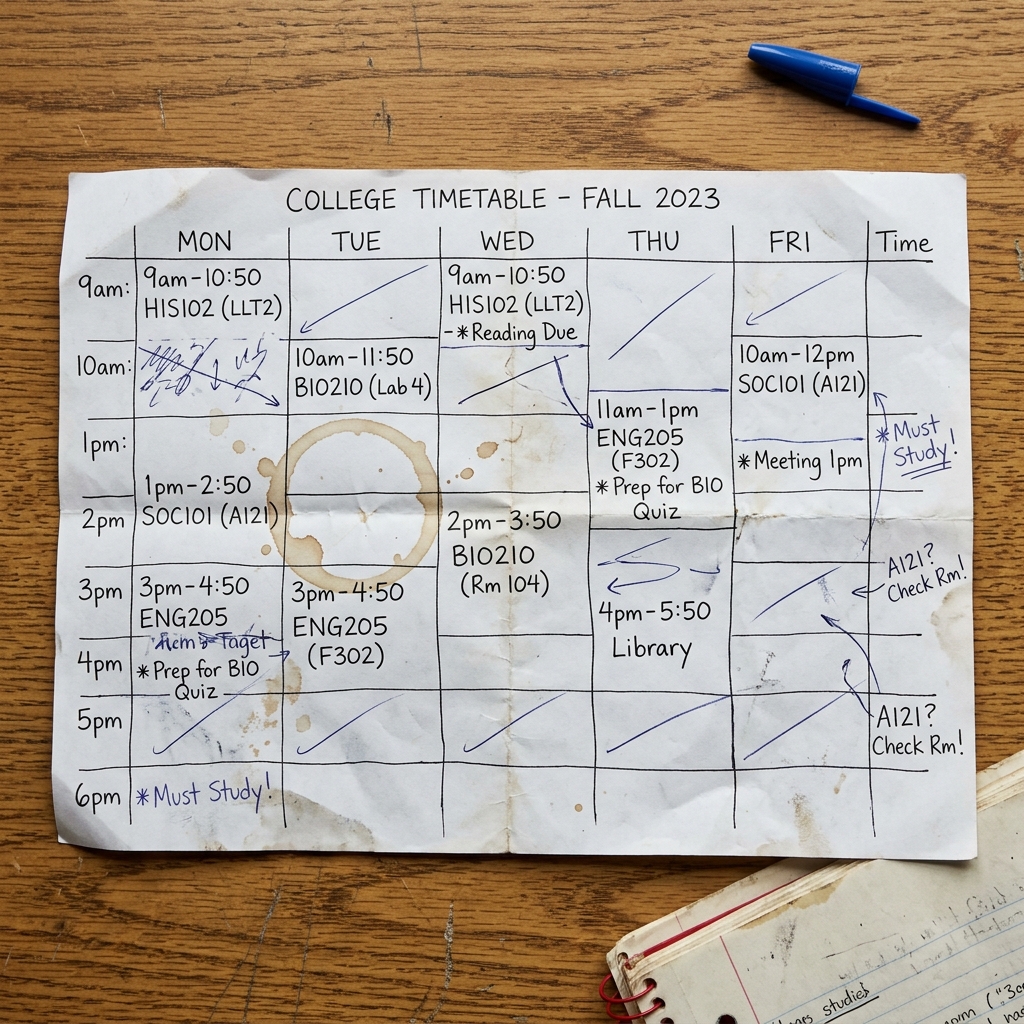 COLLEGE TIMETABLE - FALL 2023
MON TUE WED THU FRI Time
9am:
9am-10:50
HIS102 (LLT2)
9am-10:50
HIS102 (LLT2)
-*Reading Due
10am:
10am-11:50
BIO210 (Lab 4)
10am-12pm
SOC101 (A121)
11am-1pm
ENG205
(F302)
*Prep for BIO
Quiz
1pm:
*Meeting 1pm
*Must
Study!
1pm-2:50
SOC101 (A121)
2pm
2pm-3:50
BIO210
(Rm 104)
3pm
3pm-4:50
ENG205
3pm-4:50
ENG205
(F302)
A121?
Check Rm!
4pm-5:50
Library
4pm
*Prep for BIO
Quiz
5pm
A121?
Check Rm!
6pm
*Must Study!
studies